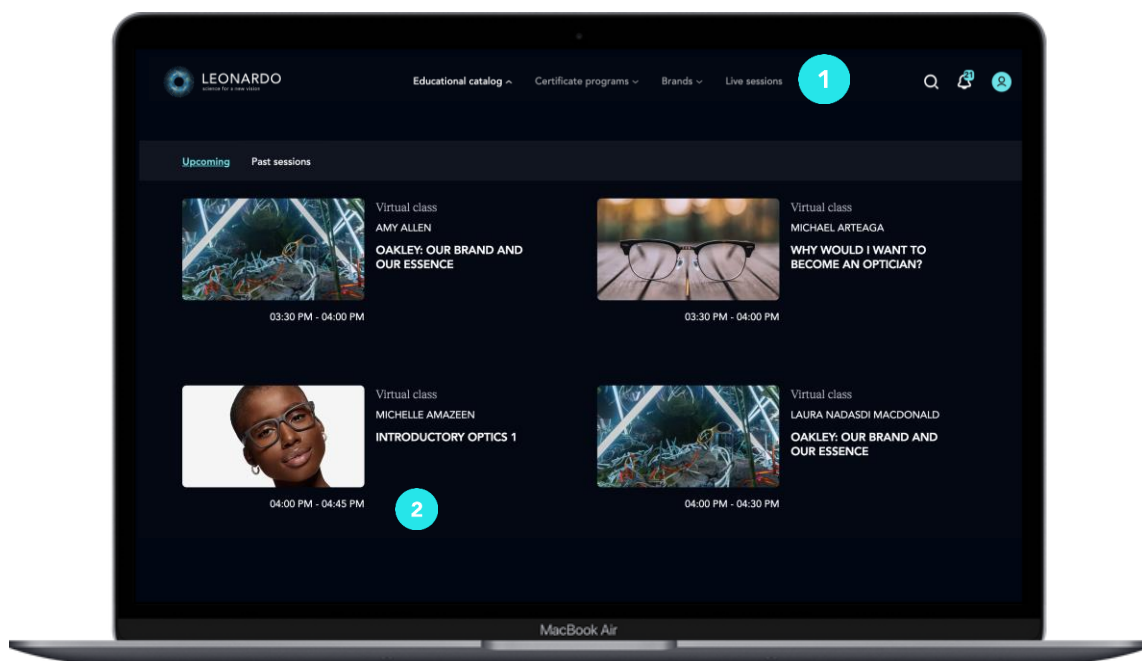 LEONARDO
science for a new vision
Educational catalog
Certificate programs
Brands
Live sessions
1
21
Upcoming
Past sessions
Virtual class
AMY ALLEN
OAKLEY: OUR BRAND AND
OUR ESSENCE
03:30 PM - 04:00 PM
Virtual class
MICHAEL ARTEAGA
WHY WOULD I WANT TO
BECOME AN OPTICIAN?
03:30 PM - 04:00 PM
Virtual class
MICHELLE AMAZEEN
INTRODUCTORY OPTICS 1
04:00 PM - 04:45 PM
2
Virtual class
LAURA NADASDI MACDONALD
OAKLEY: OUR BRAND AND
OUR ESSENCE
04:00 PM - 04:30 PM
MacBook Air